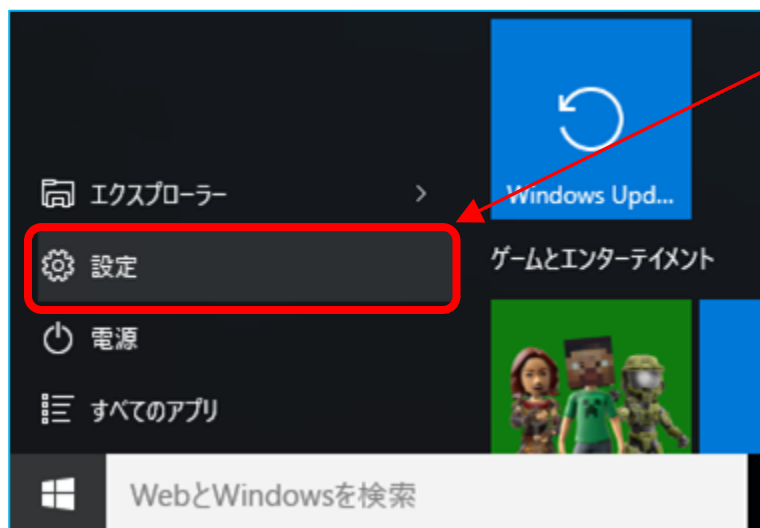 エクスプローラー
設定
電源
すべてのアプリ
WebとWindowsを検索
Windows Upd...
ゲームとエンターテイメント